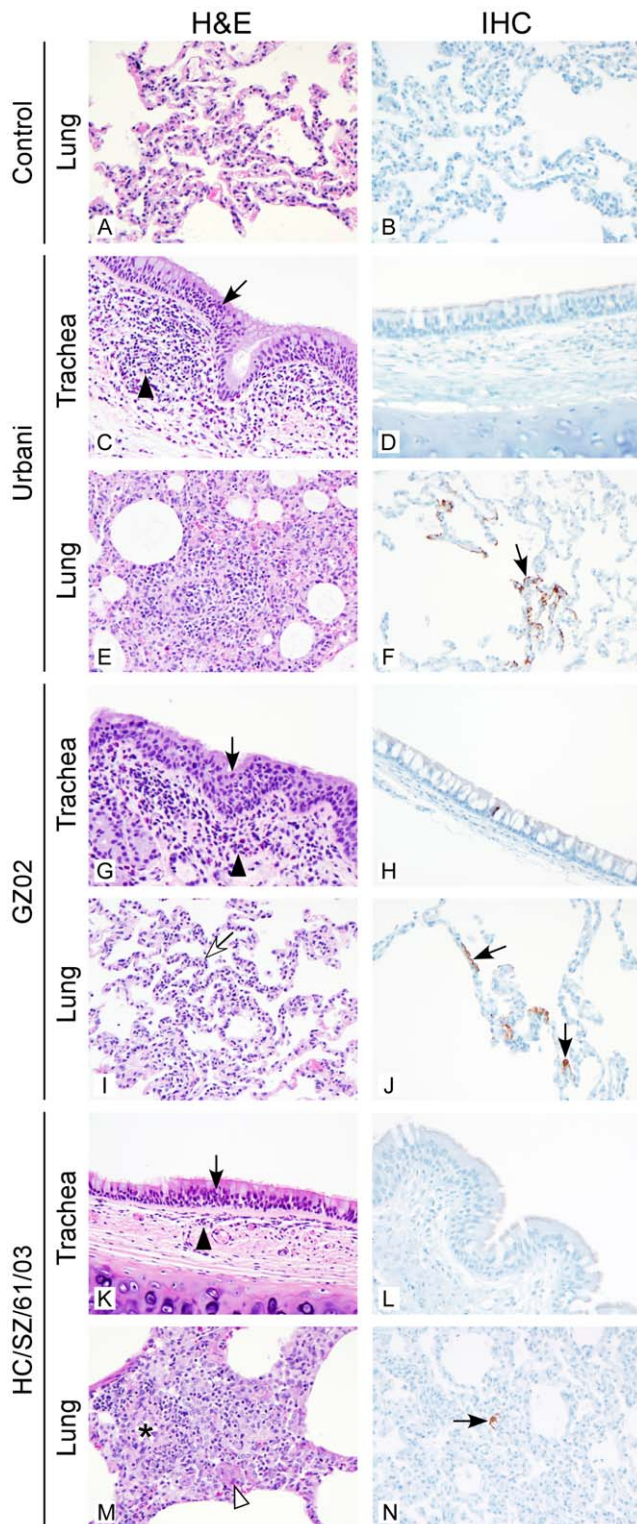 H&E IHC
Control
Lung
A B
Urbani
Trachea
C D
Lung
E F
GZ02
Trachea
G H
Lung
I J
HC/SZ/61/03
Trachea
K L
Lung
*
M N